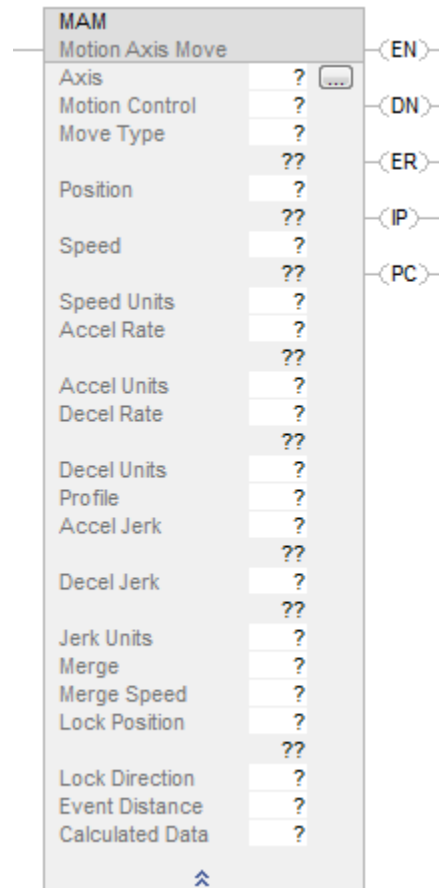 MAM
Motion Axis Move (EN)
Axis ? ...
Motion Control ? (DN)
Move Type ?
?? (ER)
Position ?
?? (IP)
Speed ?
?? (PC)
Speed Units ?
Accel Rate ?
??
Accel Units ?
Decel Rate ?
??
Decel Units ?
Profile ?
Accel Jerk ?
??
Decel Jerk ?
??
Jerk Units ?
Merge ?
Merge Speed ?
Lock Position ?
??
Lock Direction ?
Event Distance ?
Calculated Data ?